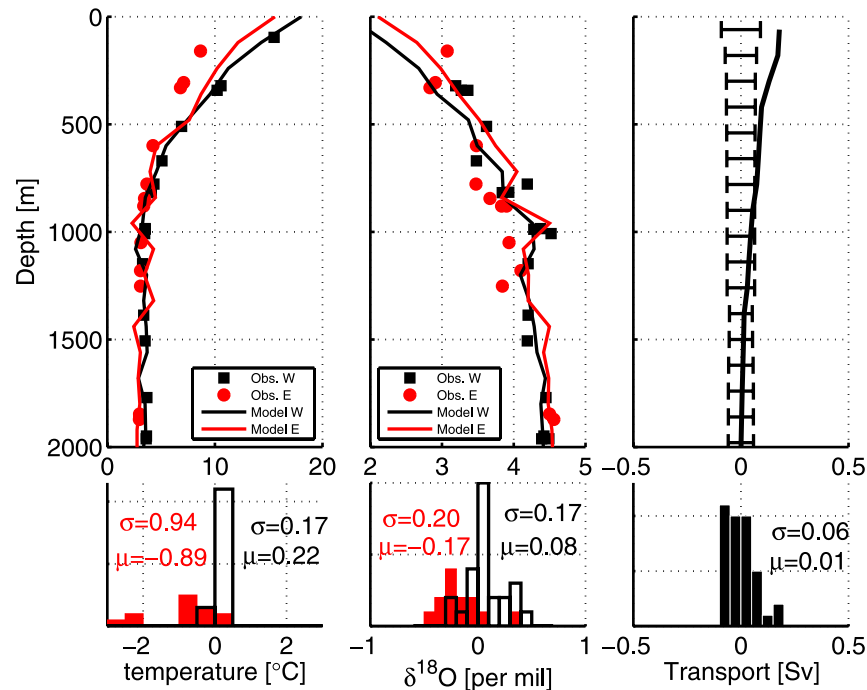 0
500
1000
1500
2000
Depth [m]
0
10
20
2
3
4
5
−0.5
0
0.5
Obs. W
Obs. E
Model W
Model E
Obs. W
Obs. E
Model W
Model E
σ=0.94
μ=−0.89
σ=0.17
μ=0.22
σ=0.20
μ=−0.17
σ=0.17
μ=0.08
σ=0.06
μ=0.01
−2
0
2
−1
0
1
−0.5
0
0.5
temperature [°C]
δ18O [per mil]
Transport [Sv]